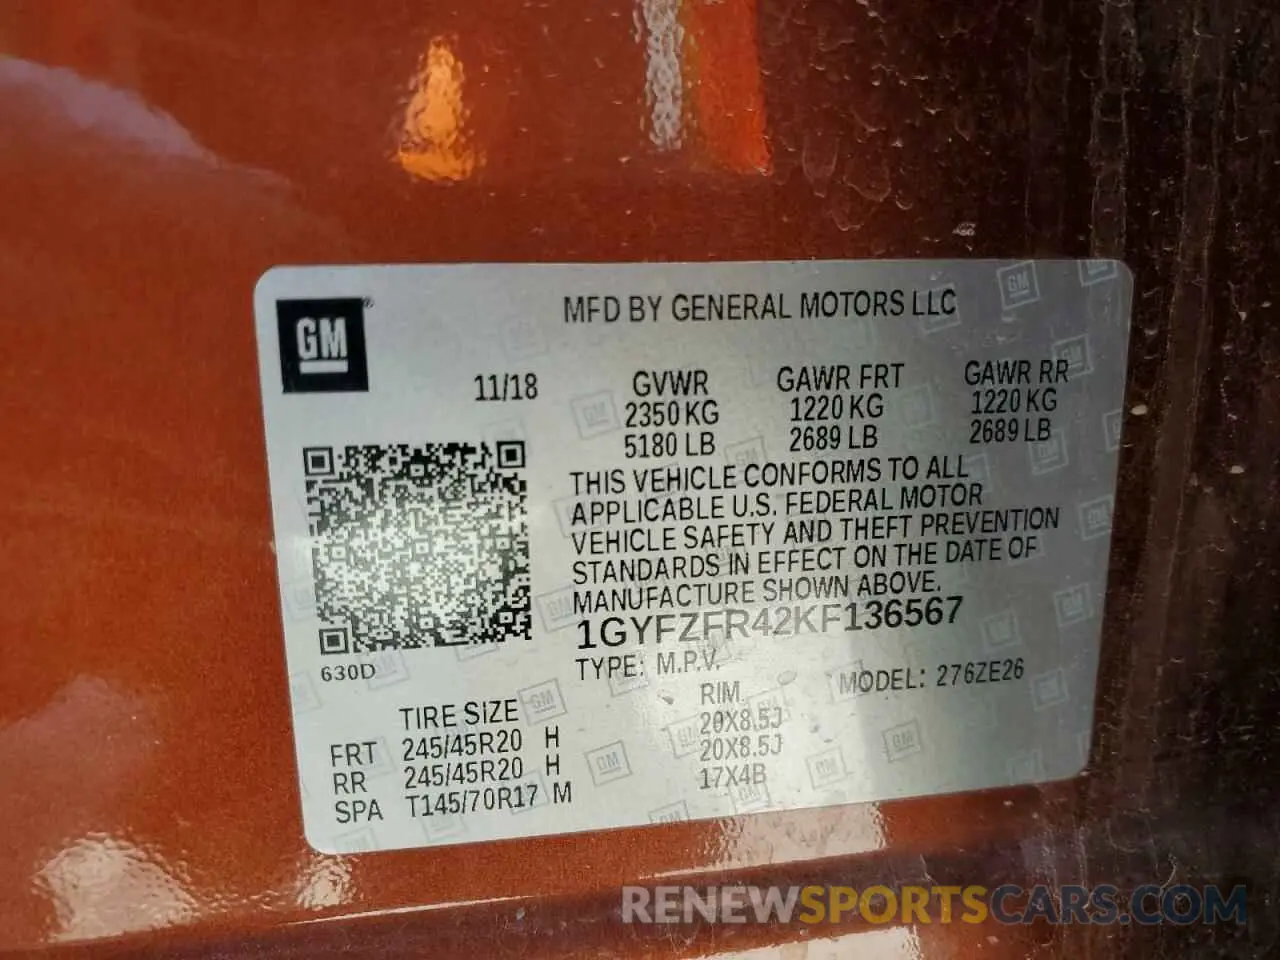 GM
MFD BY GENERAL MOTORS LLC
11/18 GVWR GAWR FRT GAWR RR
2350 KG 1220 KG 1220 KG
5180 LB 2689 LB 2689 LB
THIS VEHICLE CONFORMS TO ALL
APPLICABLE U.S. FEDERAL MOTOR
VEHICLE SAFETY AND THEFT PREVENTION
STANDARDS IN EFFECT ON THE DATE OF
MANUFACTURE SHOWN ABOVE.
1GYFZFR42KF136567
630D
TYPE: M.P.V. MODEL: 276ZE26
TIRE SIZE RIM
FRT 245/45R20 H 20X8.5J
RR 245/45R20 H 20X8.5J
SPA T145/70R17 M 17X4B
RENEWSPORTSCARS.COM